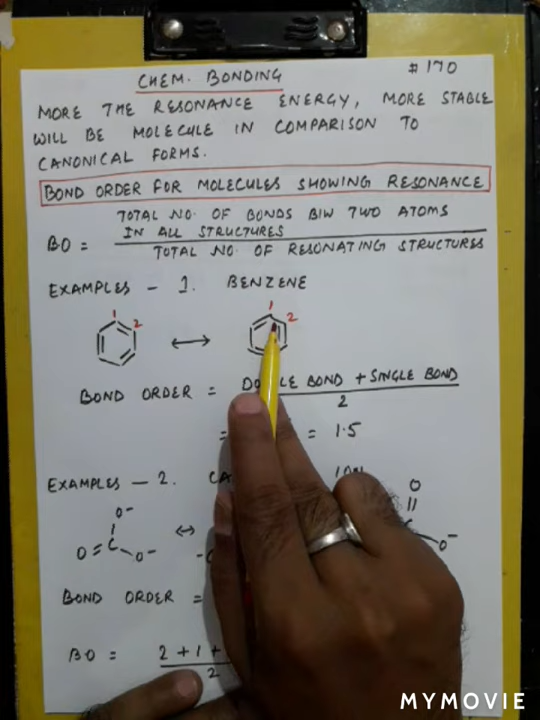 CHEM. BONDING #170
MORE THE RESONANCE ENERGY, MORE STABLE
WILL BE MOLECULE IN COMPARISON TO
CANONICAL FORMS.
BOND ORDER FOR MOLECULES SHOWING RESONANCE
BO = TOTAL NO. OF BONDS B/W TWO ATOMS
IN ALL STRUCTURES
TOTAL NO. OF RESONATING STRUCTURES
EXAMPLES - 1. BENZENE
1 2 ↔ 1 2
BOND ORDER = DOUBLE BOND + SINGLE BOND
2
= = 1.5
EXAMPLES - 2. ION
O⁻ O
O=C O⁻ ↔ O⁻
BOND ORDER =
BO = 2 + 1 +
2
MYMOVIE